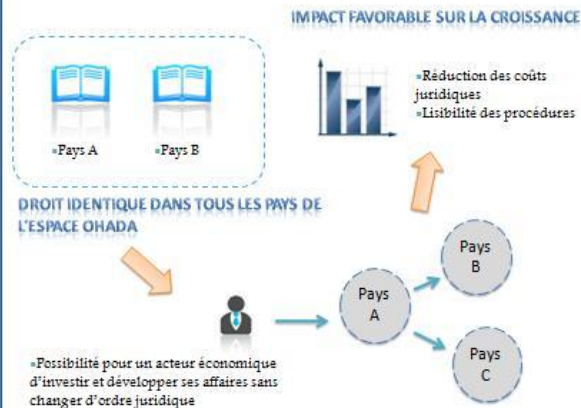 IMPACT FAVORABLE SUR LA CROISSANCE
▪Réduction des coûts
juridiques
▪Lisibilité des procédures
▪Pays A
▪Pays B
DROIT IDENTIQUE DANS TOUS LES PAYS DE
L'ESPACE OHADA
Pays
B
Pays
A
Pays
C
▪Possibilité pour un acteur économique
d'investir et développer ses affaires sans
changer d'ordre juridique